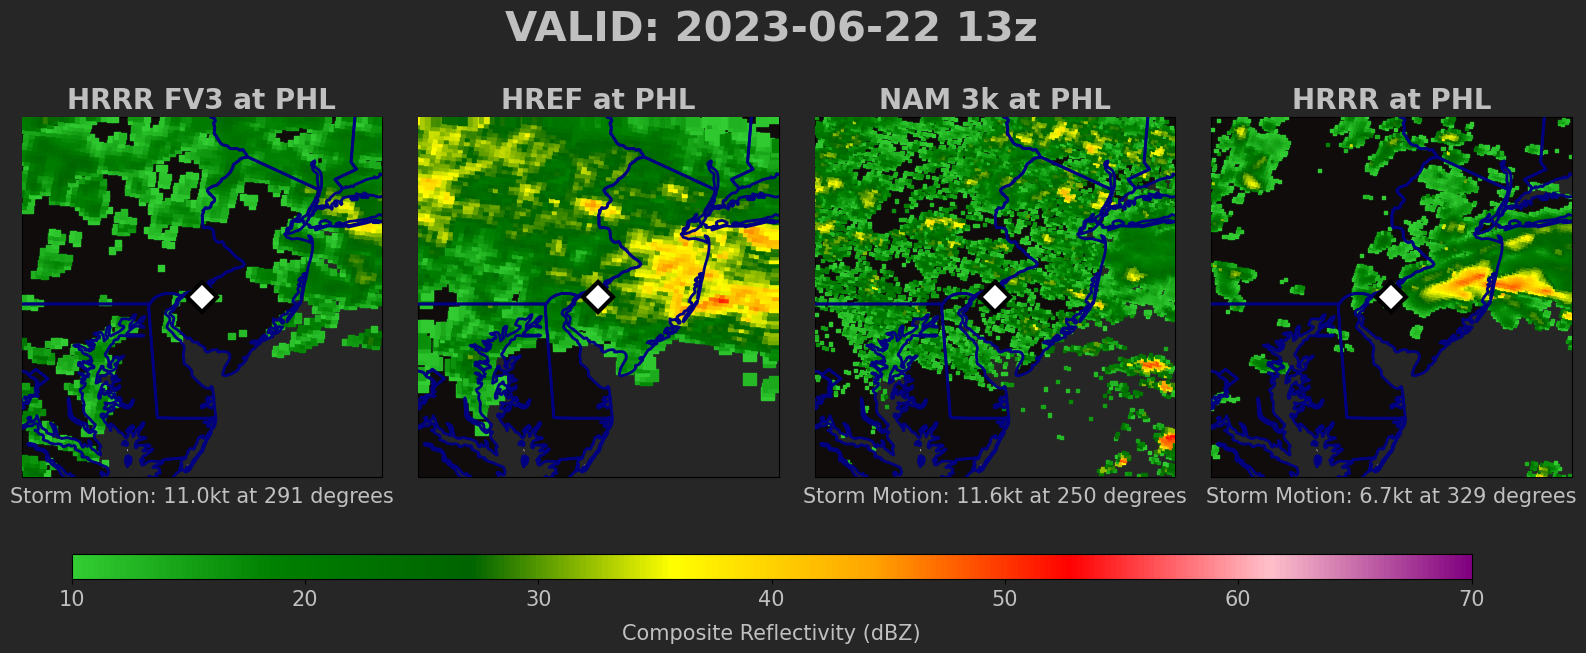 VALID: 2023-06-22 13z
HRRR FV3 at PHL
HREF at PHL
NAM 3k at PHL
HRRR at PHL
Storm Motion: 11.0kt at 291 degrees
Storm Motion: 11.6kt at 250 degrees
Storm Motion: 6.7kt at 329 degrees
10 20 30 40 50 60 70
Composite Reflectivity (dBZ)